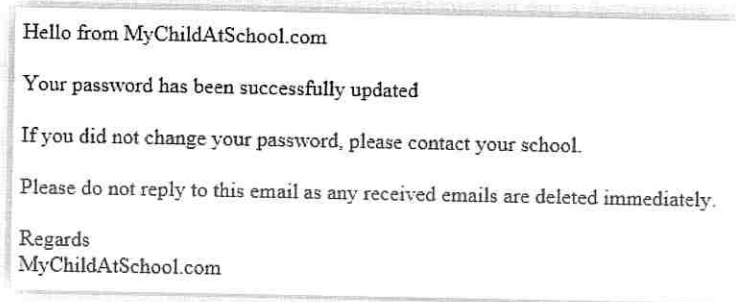 Hello from MyChildAtSchool.com
Your password has been successfully updated
If you did not change your password, please contact your school.
Please do not reply to this email as any received emails are deleted immediately.
Regards
MyChildAtSchool.com